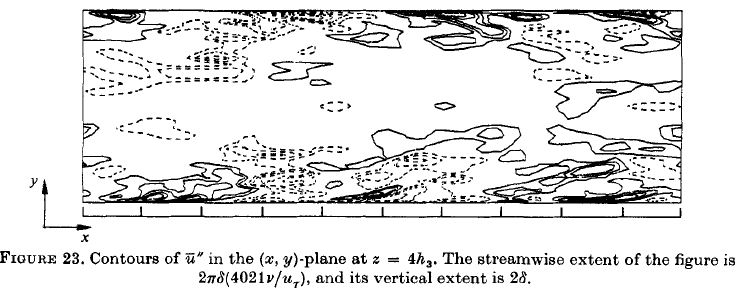 y
x
FIGURE 23. Contours of u̅″ in the (x, y)-plane at z = 4h₃. The streamwise extent of the figure is
2πδ(4021ν/u_τ), and its vertical extent is 2δ.